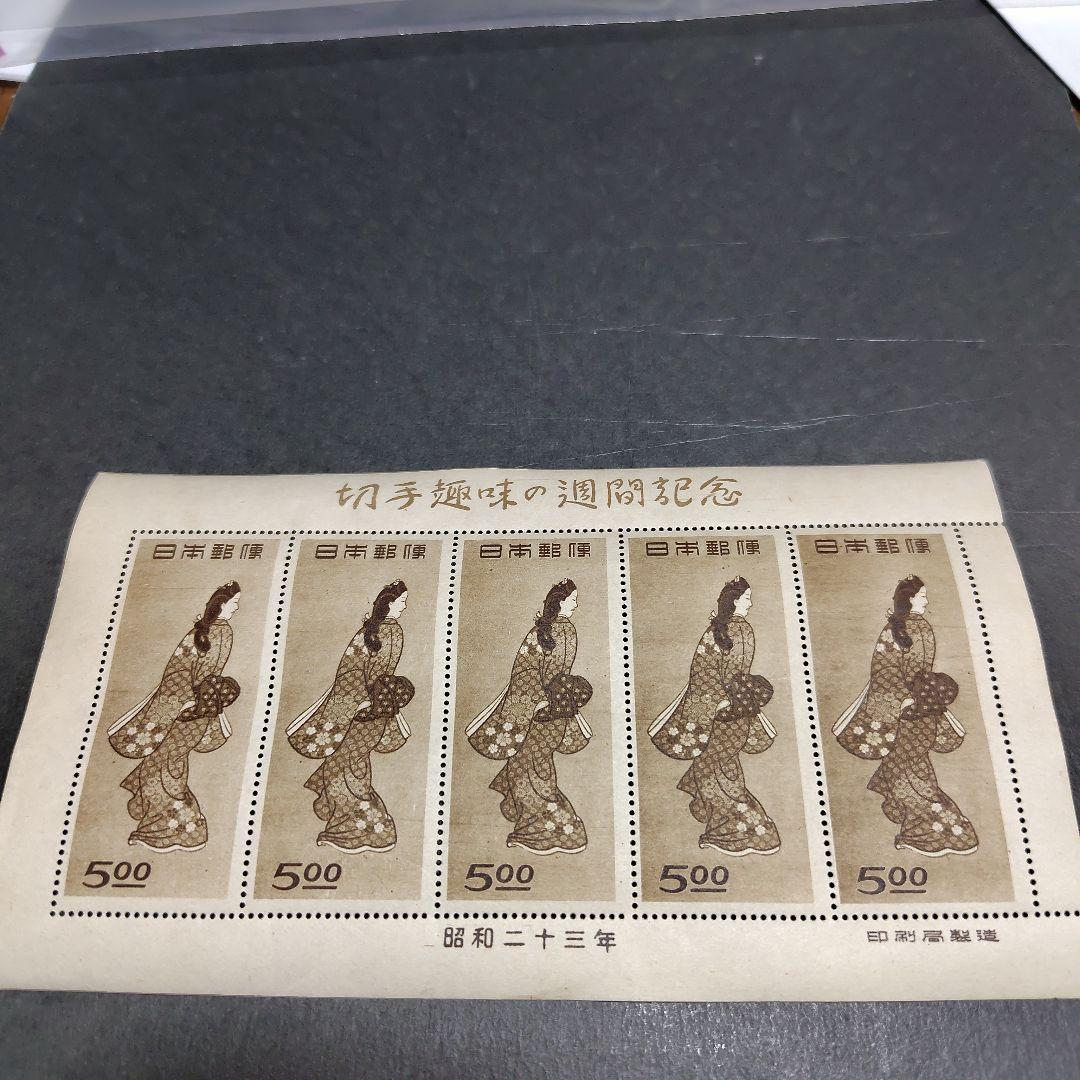 切手趣味の週間記念
日本郵便 日本郵便 日本郵便 日本郵便 日本郵便
5.00 5.00 5.00 5.00 5.00
昭和二十三年
印刷局製造